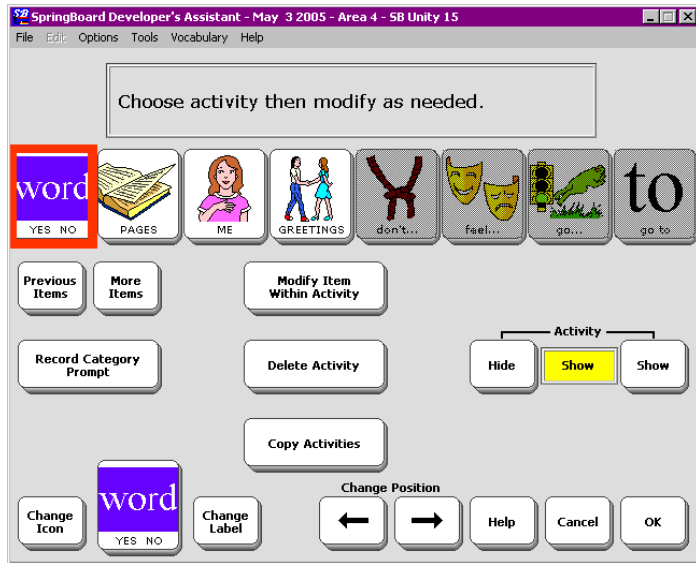 SpringBoard Developer's Assistant - May 3 2005 - Area 4 - SB Unity 15
File Edit Options Tools Vocabulary Help
Choose activity then modify as needed.
word
to
YES NO PAGES ME GREETINGS don't... feel... go... go to
Previous Items
More Items
Modify Item
Within Activity
Activity
Record Category
Prompt
Delete Activity
Hide Show Show
Copy Activities
Change Position
word
YES NO
Change
Icon
Change
Label
Help Cancel OK